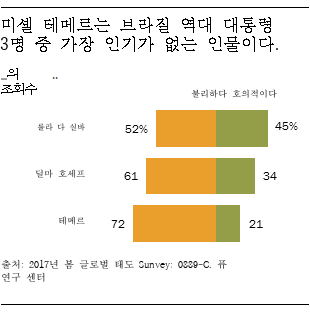 미셸 테메르는 브라질 역대 대통령
3명 중 가장 인기가 없는 인물이다.
_의 ..
조회수
불리하다 호의적이다
룰라 다 실바 52% 45%
딜마 호세프 61 34
테메르 72 21
출처: 2017년 봄 글로벌 태도 Survey: Q889-C. 퓨
연구 센터